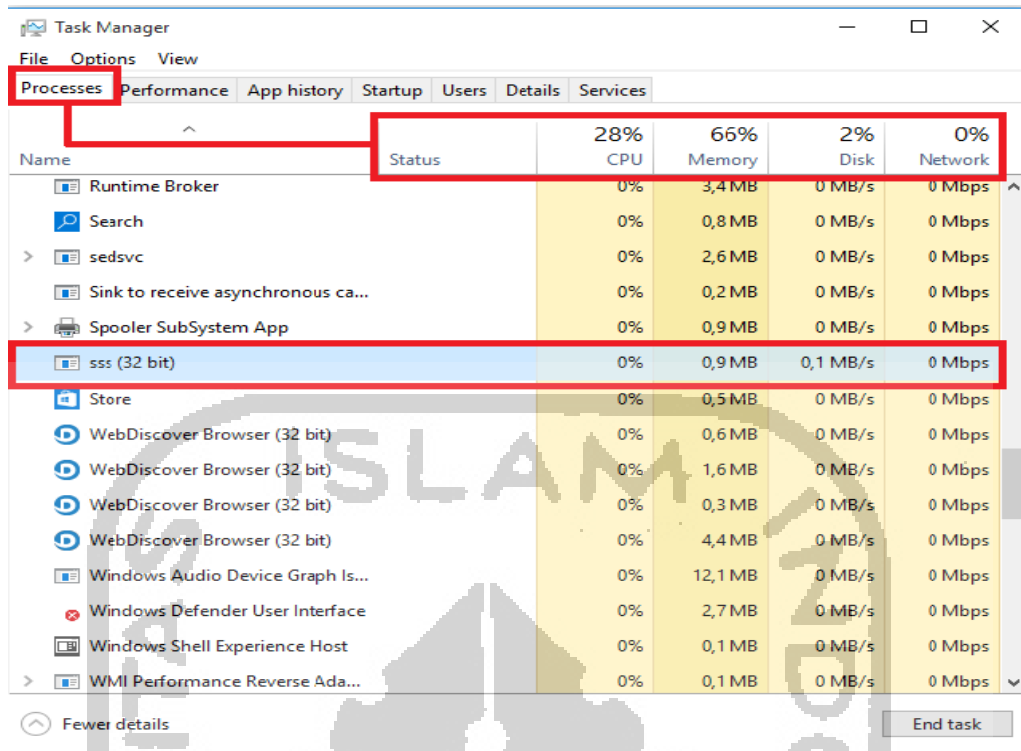 Task Manager
File Options View
Processes Performance App history Startup Users Details Services
28% 66% 2% 0%
Name Status CPU Memory Disk Network
Runtime Broker 0% 3,4 MB 0 MB/s 0 Mbps
Search 0% 0,8 MB 0 MB/s 0 Mbps
sedsvc 0% 2,6 MB 0 MB/s 0 Mbps
Sink to receive asynchronous ca... 0% 0,2 MB 0 MB/s 0 Mbps
Spooler SubSystem App 0% 0,9 MB 0 MB/s 0 Mbps
sss (32 bit) 0% 0,9 MB 0,1 MB/s 0 Mbps
Store 0% 0,5 MB 0 MB/s 0 Mbps
WebDiscover Browser (32 bit) 0% 0,6 MB 0 MB/s 0 Mbps
WebDiscover Browser (32 bit) 0% 1,6 MB 0 MB/s 0 Mbps
WebDiscover Browser (32 bit) 0% 0,3 MB 0 MB/s 0 Mbps
WebDiscover Browser (32 bit) 0% 4,4 MB 0 MB/s 0 Mbps
Windows Audio Device Graph Is... 0% 12,1 MB 0 MB/s 0 Mbps
Windows Defender User Interface 0% 2,7 MB 0 MB/s 0 Mbps
Windows Shell Experience Host 0% 0,1 MB 0 MB/s 0 Mbps
WMI Performance Reverse Ada... 0% 0,1 MB 0 MB/s 0 Mbps
Fewer details End task
ISLAM